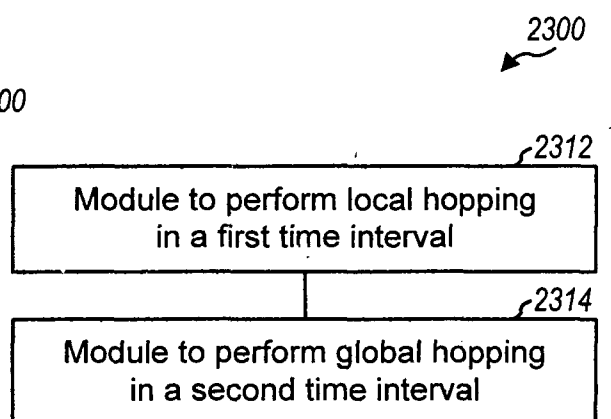 2300
00
2312
Module to perform local hopping
in a first time interval
2314
Module to perform global hopping
in a second time interval